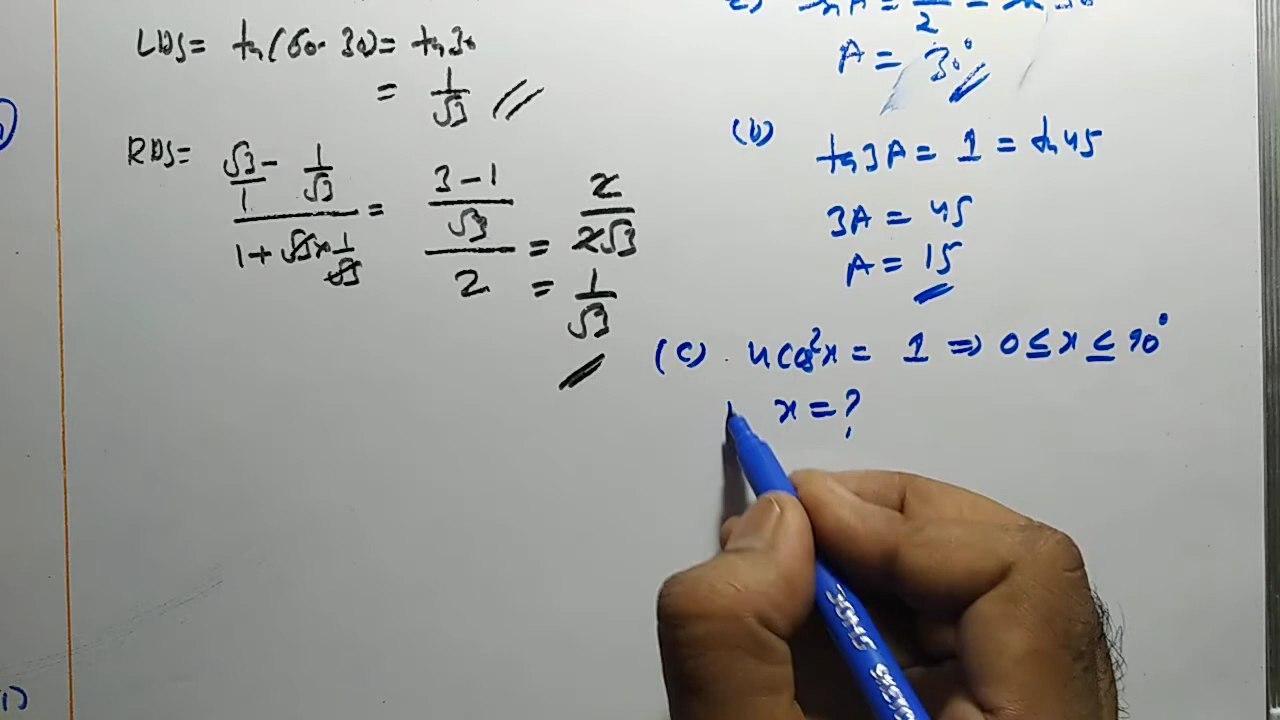 LHS = tan(60-30) = tan30
= 1/√3
RHS = (√3/1 - 1/√3)/(1+√3×1/√3) = ((3-1)/√3)/2 = 2/2√3
= 1/√3
A = 30°
(b) tan3A = 1 = tan45
3A = 45
A = 15
(c) 4cos²x = 1 ⇒ 0 ≤ x ≤ 90°
x = ?